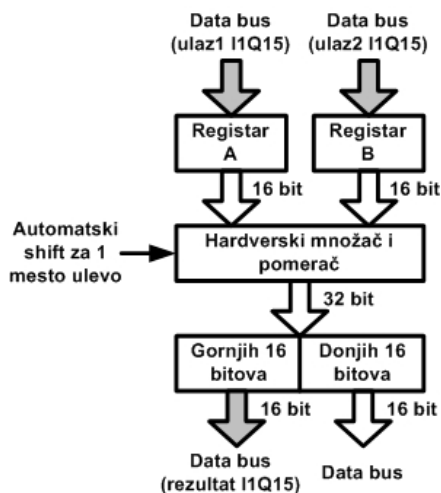 Data bus
(ulaz1 I1Q15)
Data bus
(ulaz2 I1Q15)
Registar
A
Registar
B
16 bit
16 bit
Automatski
shift za 1
mesto ulevo
Hardverski množač i
pomerač
32 bit
Gornjih 16
bitova
Donjih 16
bitova
16 bit
16 bit
Data bus
(rezultat I1Q15)
Data bus